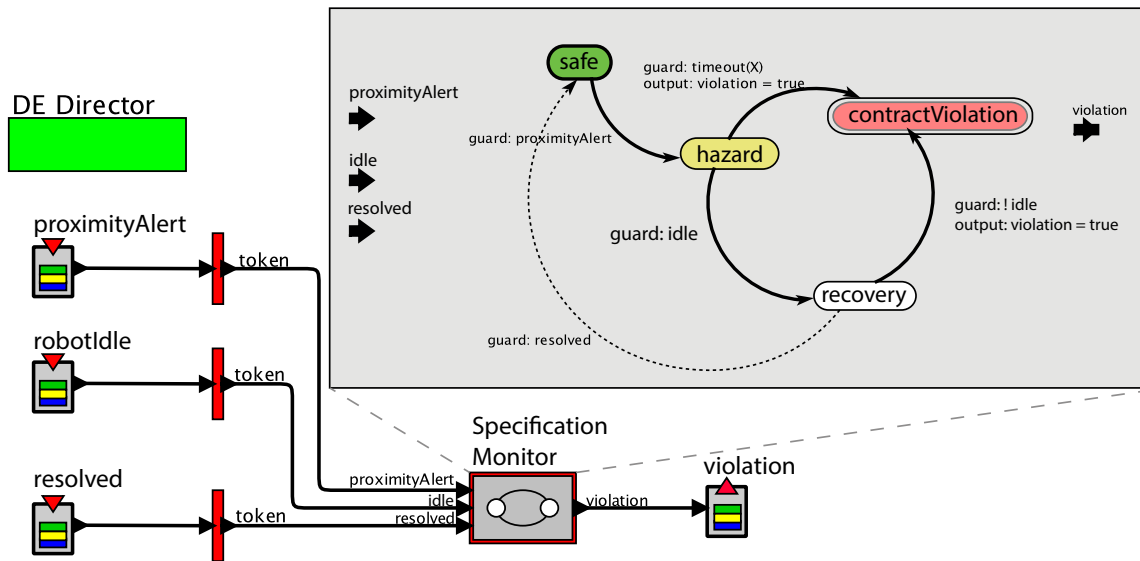 DE Director
proximityAlert
token
robotIdle
token
resolved
token
proximityAlert
idle
resolved
safe
guard: timeout(X)
output: violation = true
guard: proximityAlert
hazard
contractViolation
violation
guard: idle
guard: ! idle
output: violation = true
recovery
guard: resolved
Specification
Monitor
proximityAlert
idle
resolved
violation
violation